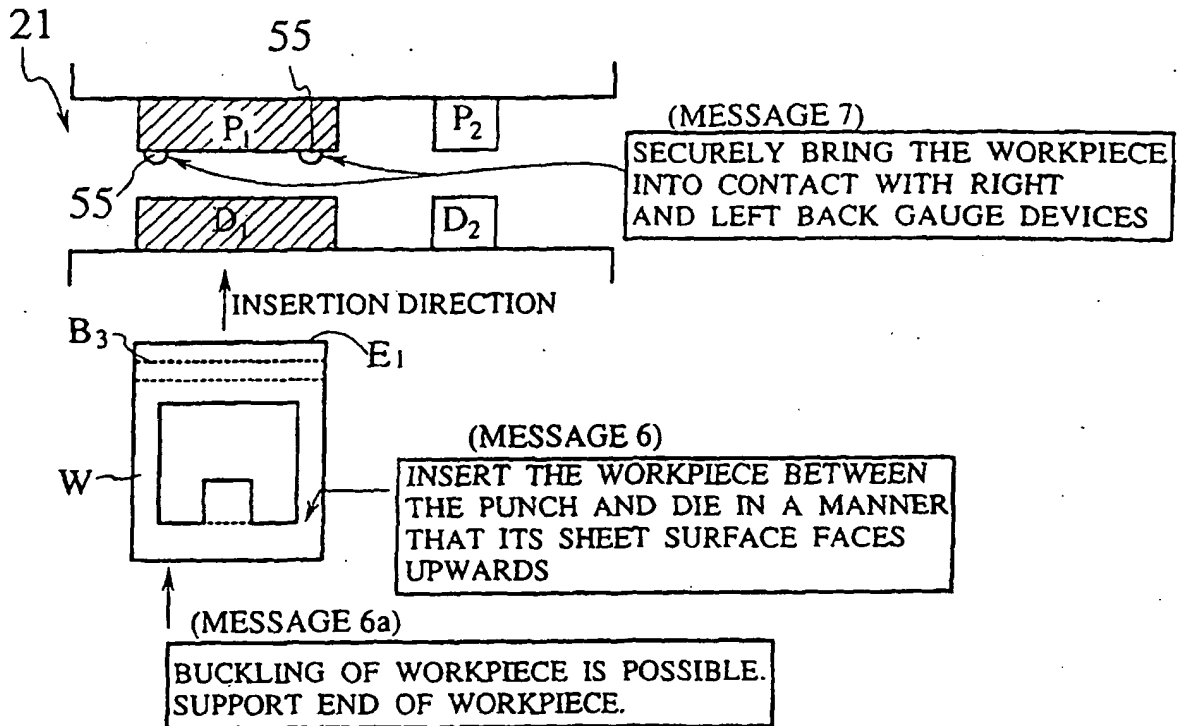 21
55
P1
P2
(MESSAGE 7)
SECURELY BRING THE WORKPIECE
INTO CONTACT WITH RIGHT
AND LEFT BACK GAUGE DEVICES
55
D1
D2
INSERTION DIRECTION
B3
E1
(MESSAGE 6)
W
INSERT THE WORKPIECE BETWEEN
THE PUNCH AND DIE IN A MANNER
THAT ITS SHEET SURFACE FACES
UPWARDS
(MESSAGE 6a)
BUCKLING OF WORKPIECE IS POSSIBLE.
SUPPORT END OF WORKPIECE.